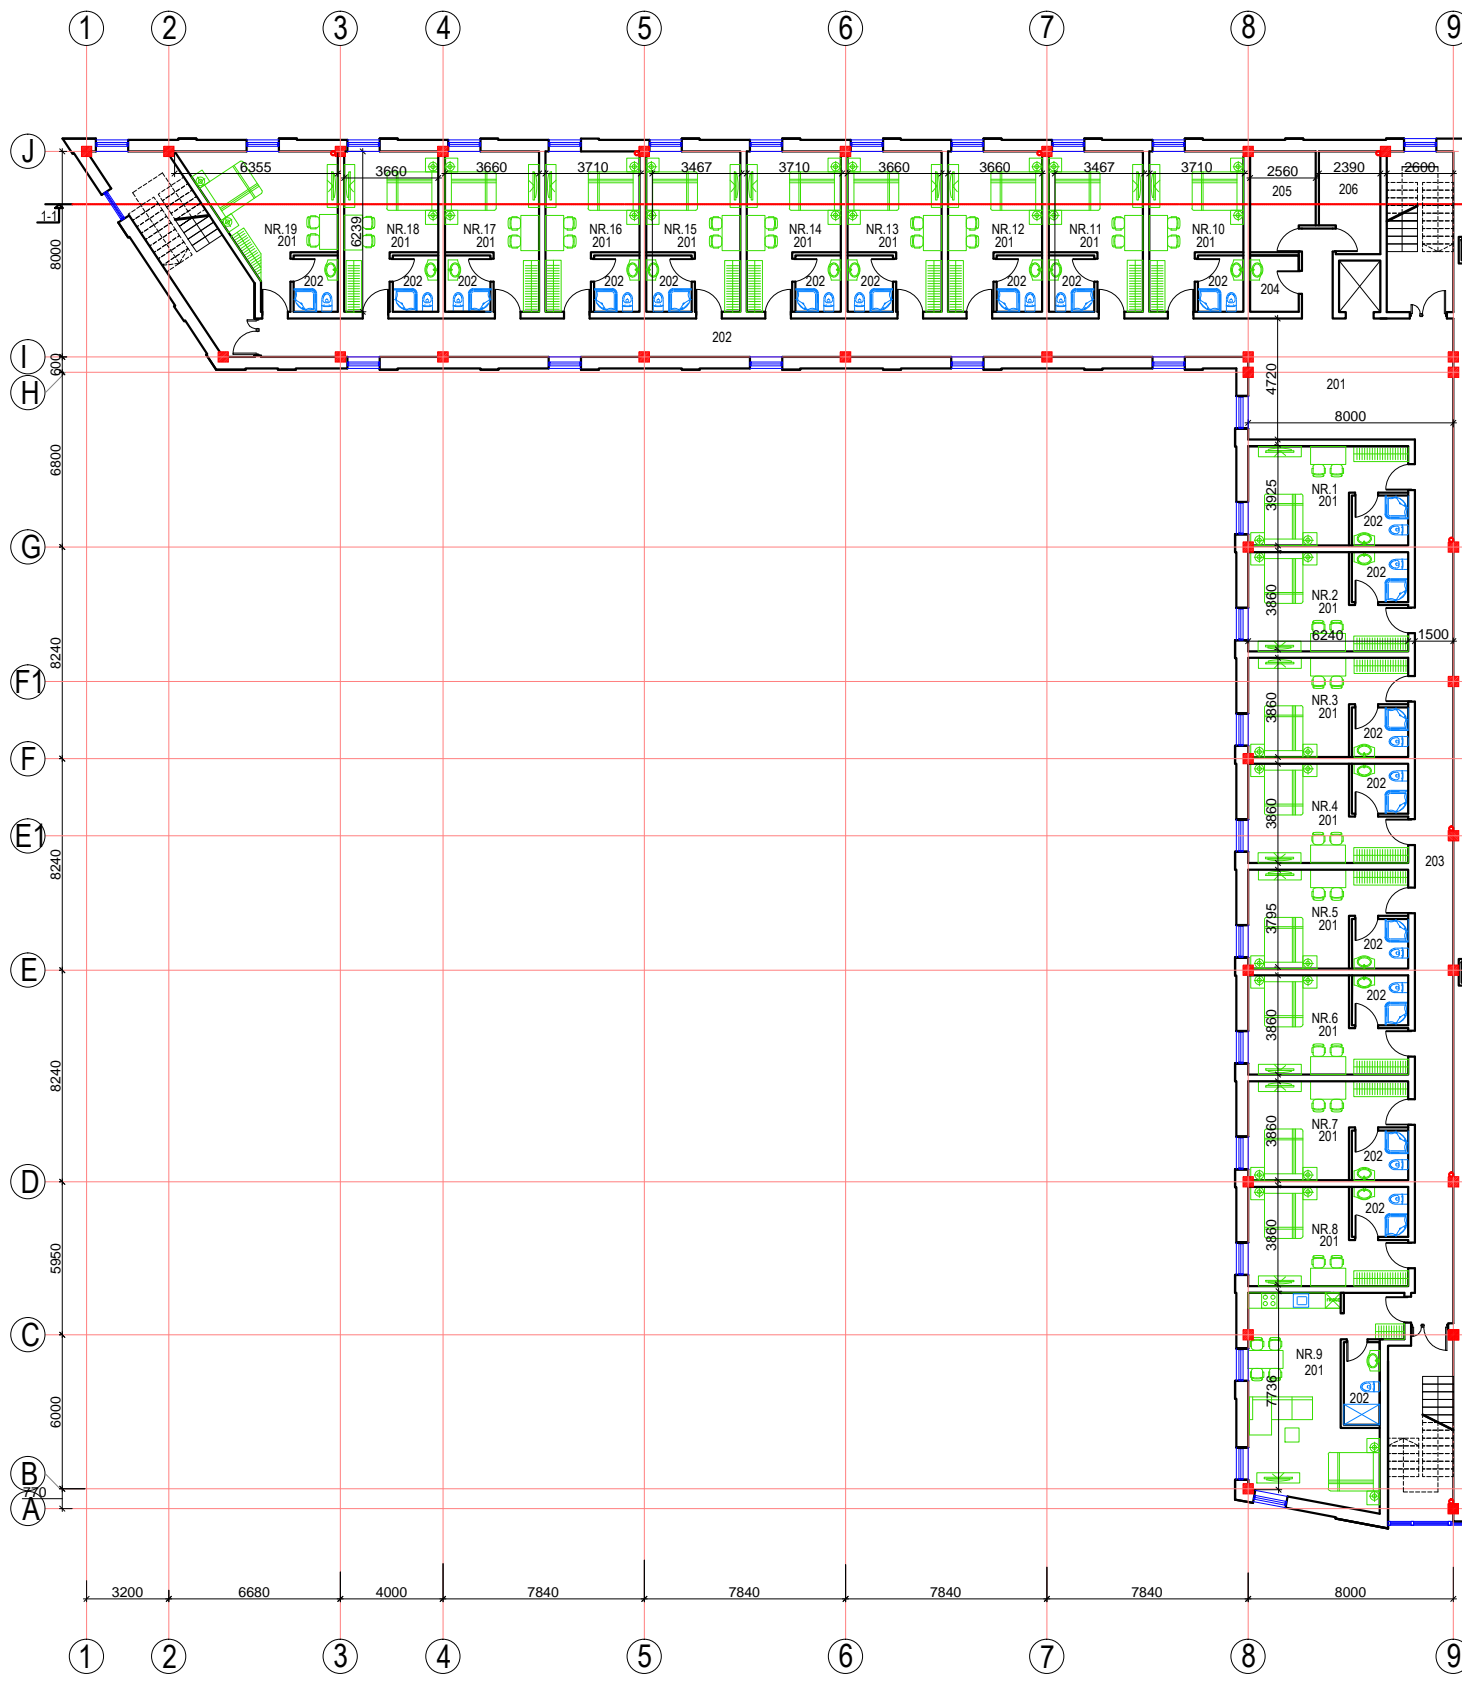 1 2 3 4 5 6 7 8 9
J
6355 3660 3660 3710 3467 3710 3660 3660 3467 3710 2560 2390 2600
205 206
1-1
6239
8000
NR.19 NR.18 NR.17 NR.16 NR.15 NR.14 NR.13 NR.12 NR.11 NR.10
201 201 201 201 201 201 201 201 201 201
202 202 202 202 202 202 202 202 202 202 204
202
I
600
H
4720
201
8000
6800
NR.1
201
3925
202
G
202
3860
NR.2
201
8240
6240 1500
F1
NR.3
201
3860
202
F
202
3860
NR.4
201
E1
8240
203
NR.5
201
3795
202
E
202
3860
NR.6
201
8240
NR.7
201
3860
202
D
202
3860
NR.8
201
5950
C
NR.9
201
7736
202
6000
B
770
A
3200 6680 4000 7840 7840 7840 7840 8000
1 2 3 4 5 6 7 8 9